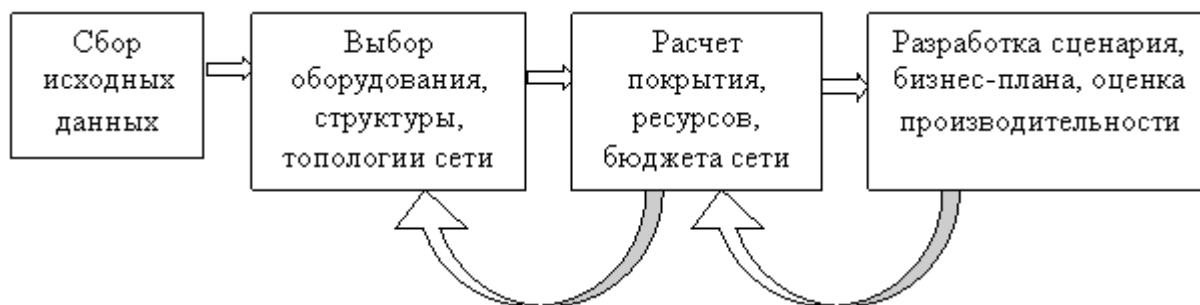 Сбор
исходных
данных
Выбор
оборудования,
структуры,
топологии сети
Расчет
покрытия,
ресурсов,
бюджета сети
Разработка сценария,
бизнес-плана, оценка
производительности